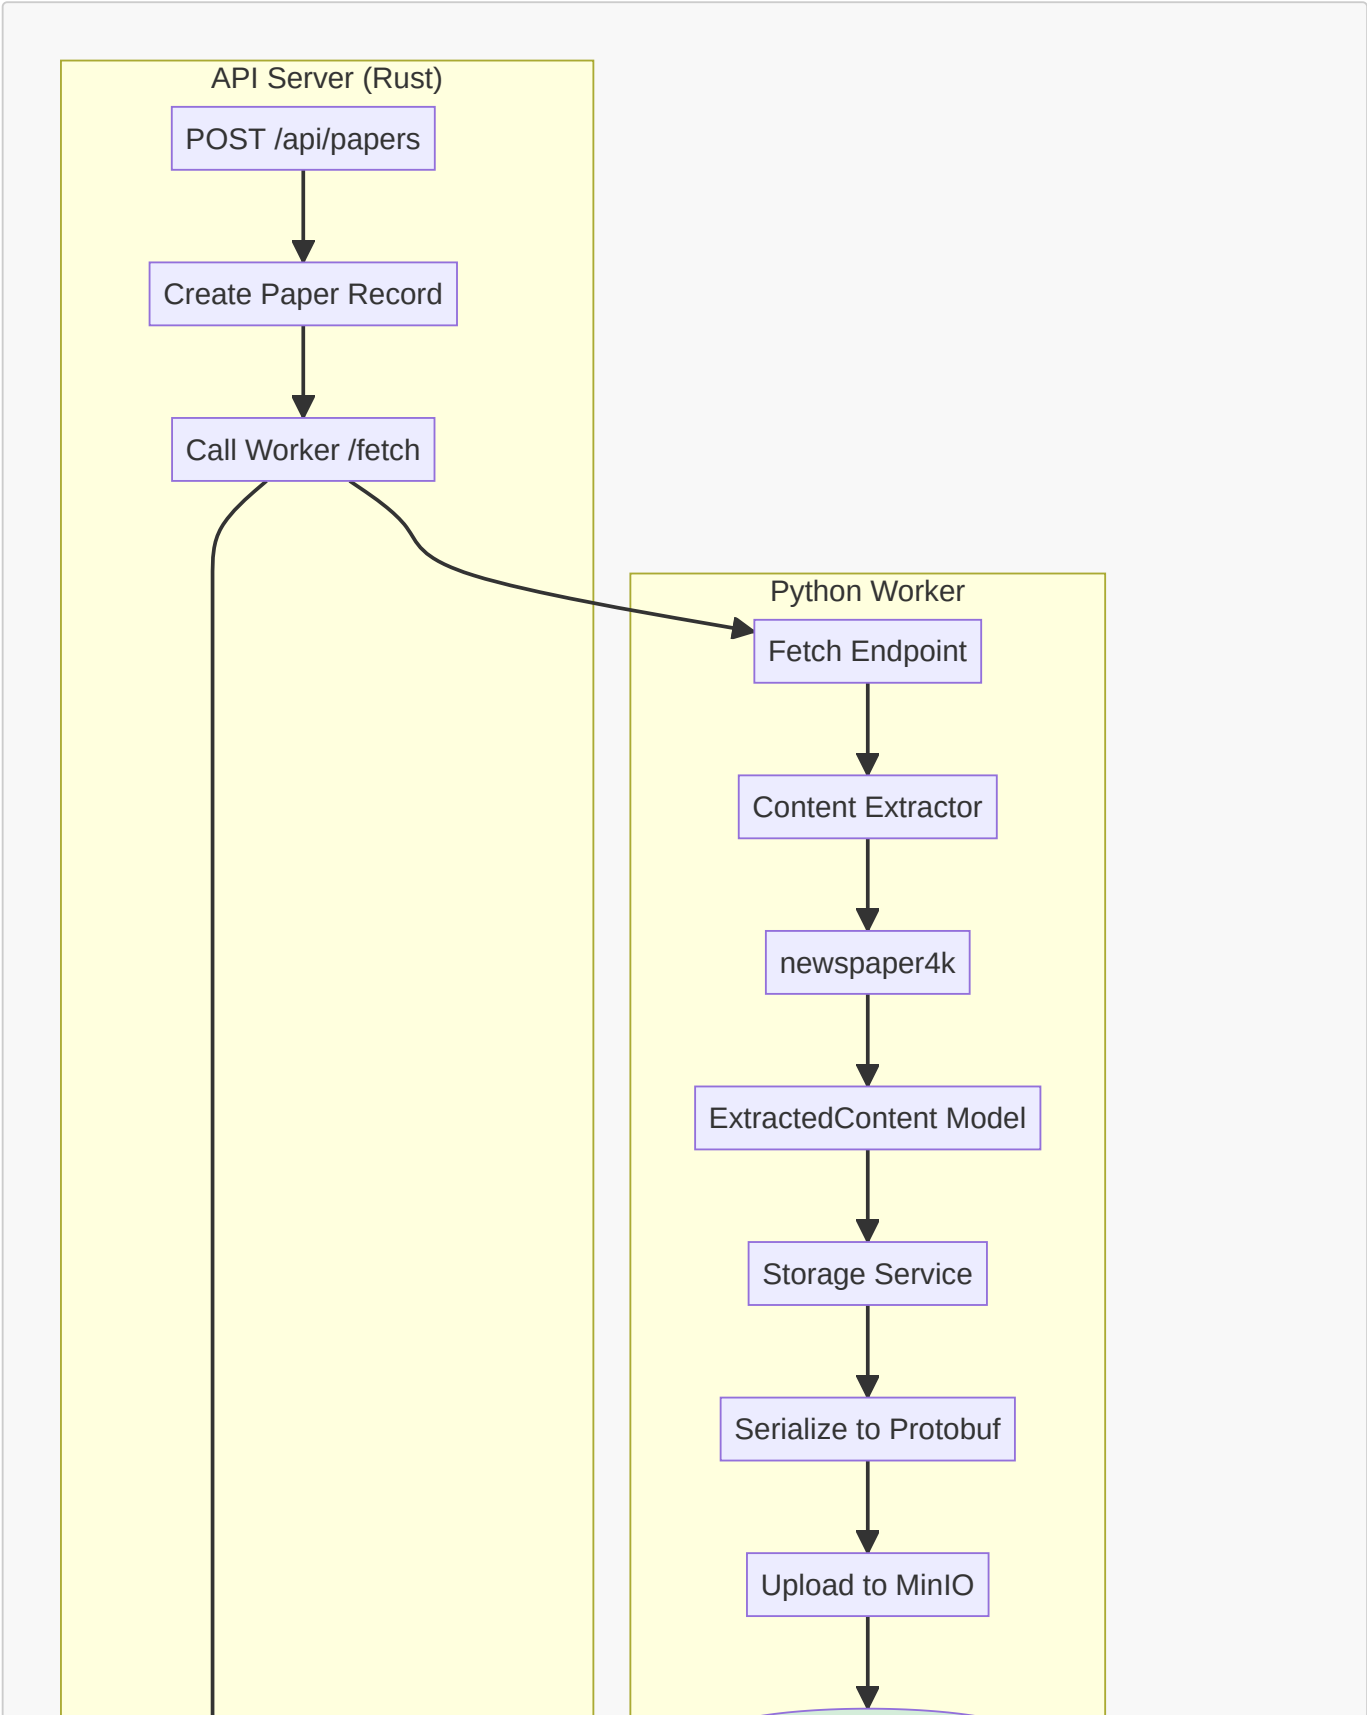 API Server (Rust)
POST /api/papers
Create Paper Record
Call Worker /fetch
Python Worker
Fetch Endpoint
Content Extractor
newspaper4k
ExtractedContent Model
Storage Service
Serialize to Protobuf
Upload to MinIO